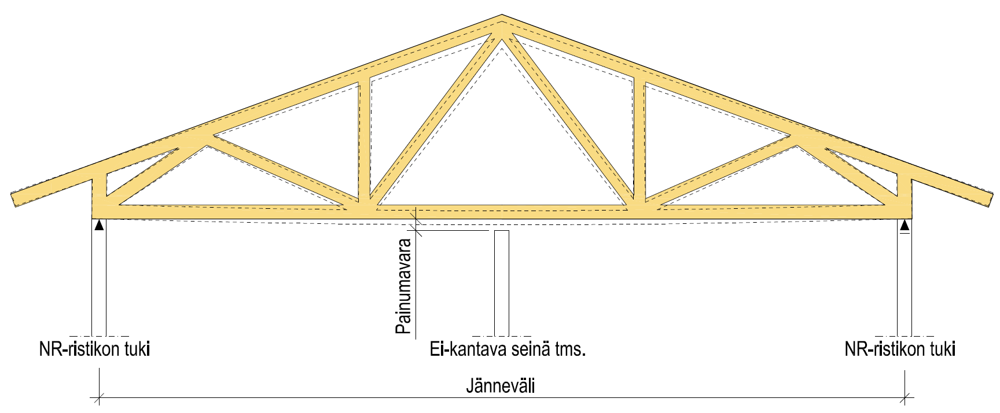 Painumavara
NR-ristikon tuki
Ei-kantava seinä tms.
NR-ristikon tuki
Jänneväli